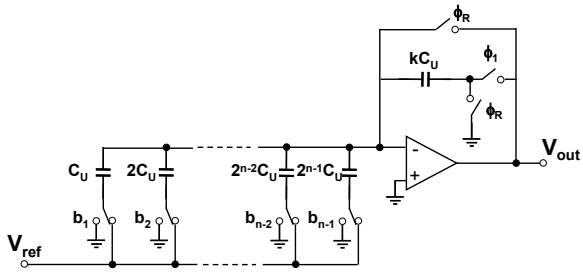 ϕR
kCU
ϕ1
ϕR
-
+
Vout
CU
2CU
2n-2CU
2n-1CU
b1
b2
bn-2
bn-1
Vref